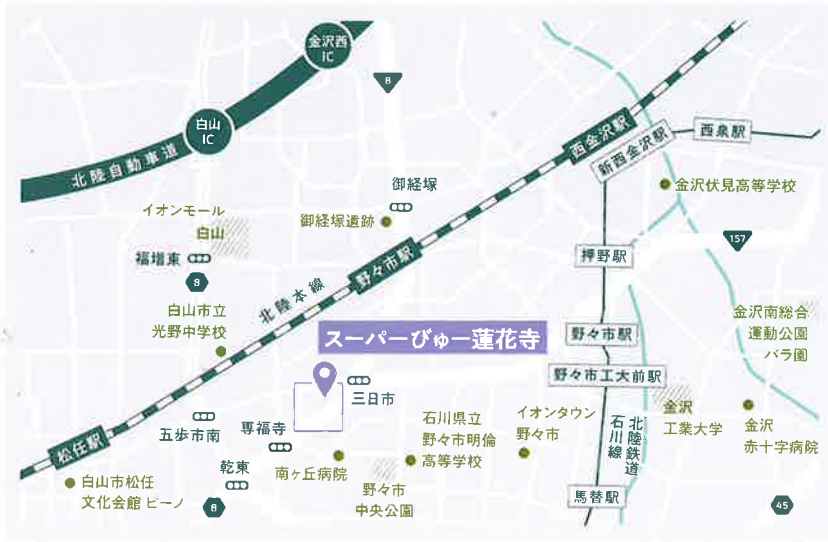 金沢西
IC
8
白山
IC
北陸自動車道
西金沢駅
新西金沢駅
西泉駅
御経塚
金沢伏見高等学校
イオンモール
白山
御経塚遺跡
157
福増東
押野駅
8
野々市駅
北陸本線
白山市立
光野中学校
金沢南総合
運動公園
バラ園
スーパーびゅー蓮花寺
野々市駅
野々市工大前駅
三日市
金沢
工業大学
五歩市南
専福寺
石川県立
野々市明倫
高等学校
イオンタウン
野々市
北陸鉄道
石川線
金沢
赤十字病院
松任駅
乾東
南ヶ丘病院
白山市松任
文化会館 ピーノ
野々市
中央公園
馬替駅
8
45